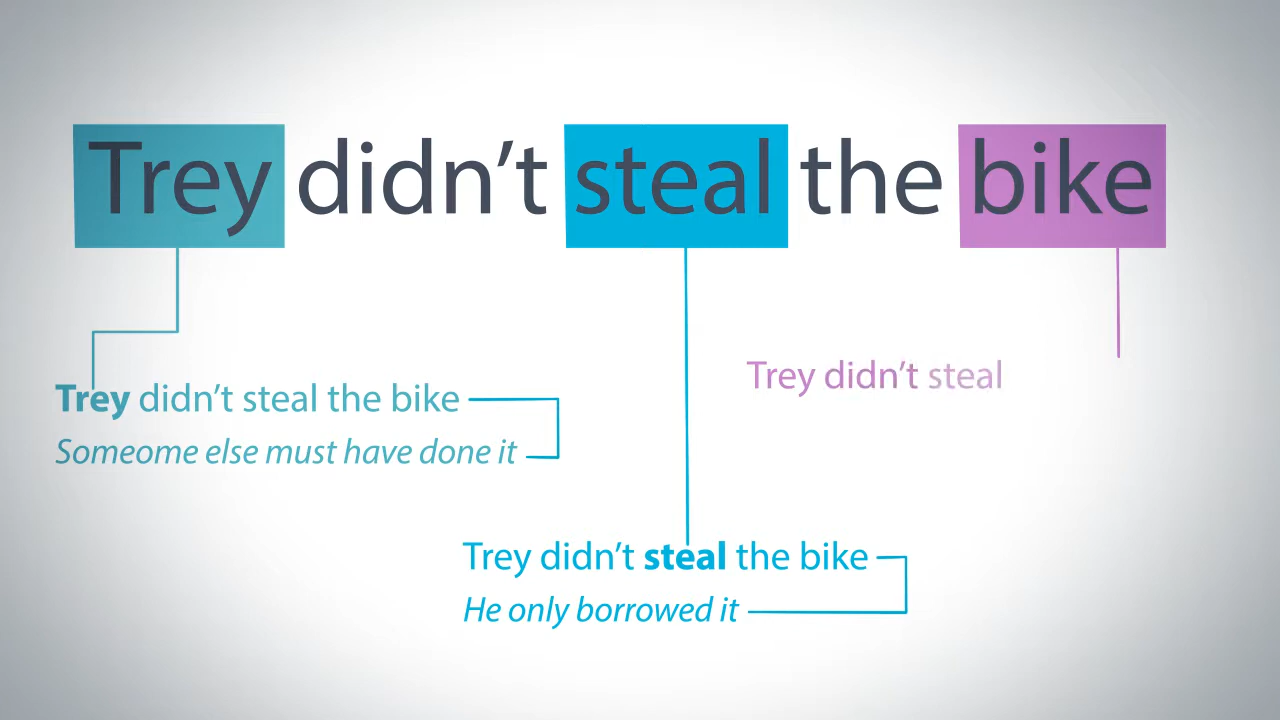 Trey didn't steal the bike
Trey didn't steal
Trey didn't steal the bike
Someome else must have done it
Trey didn't steal the bike
He only borrowed it